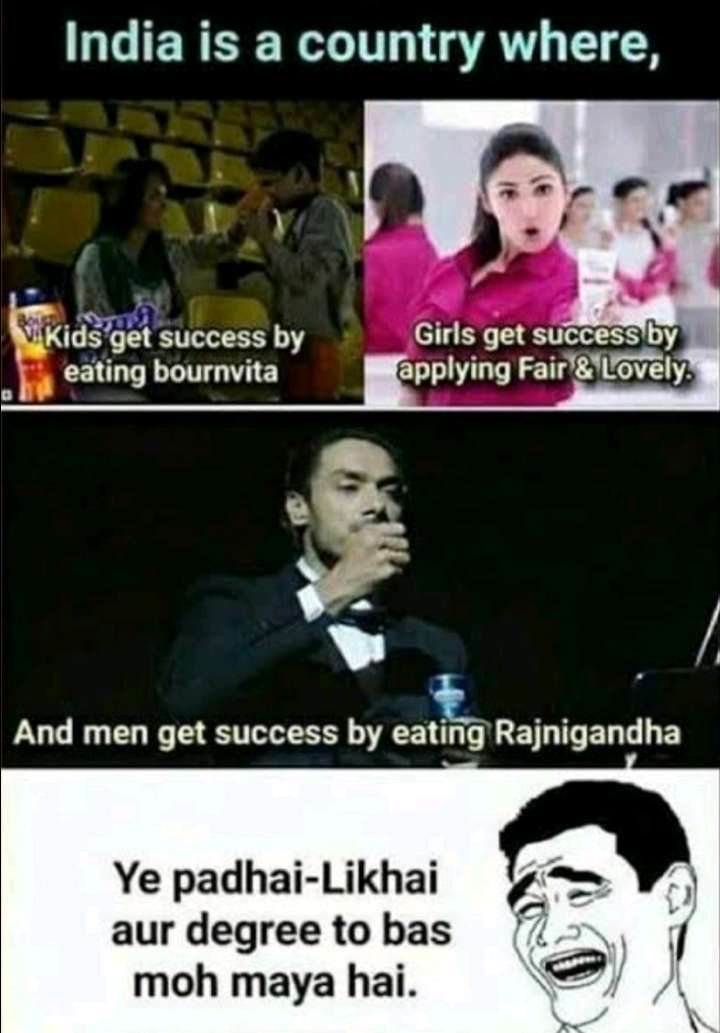 India is a country where,
Kids get success by
eating bournvita
Girls get success by
applying Fair & Lovely.
And men get success by eating Rajnigandha
Ye padhai-Likhai
aur degree to bas
moh maya hai.